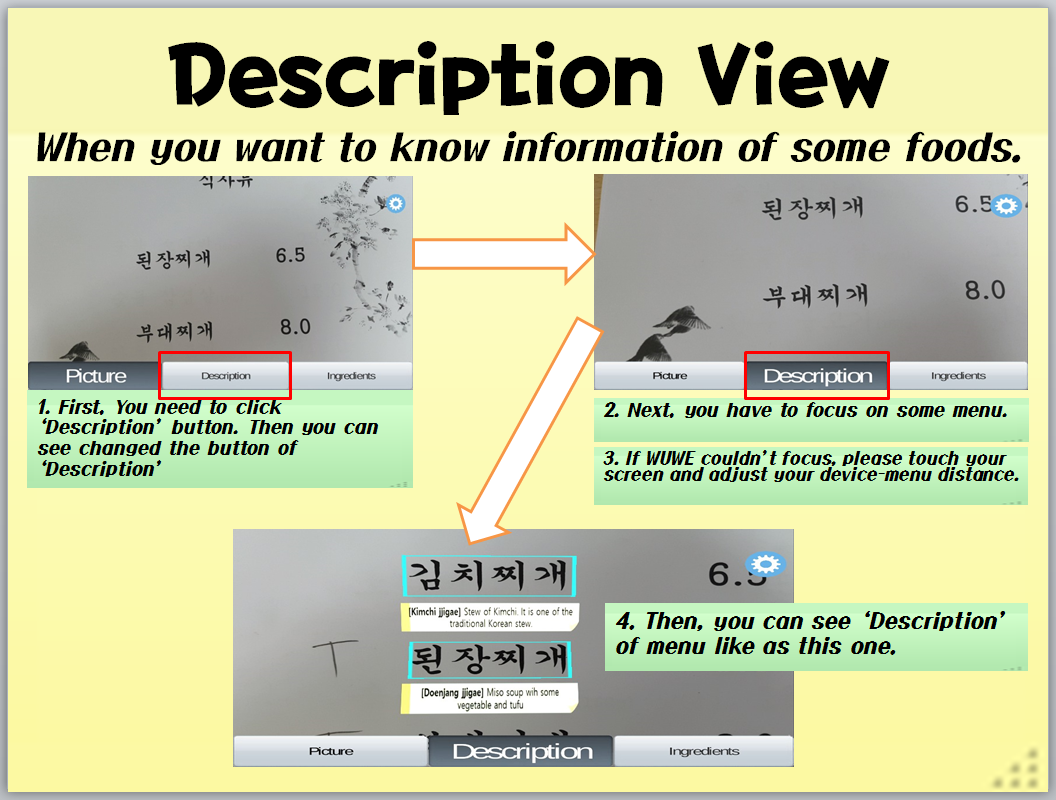 Description View
When you want to know information of some foods.
식사류
된장찌개 6.5
부대찌개 8.0
Picture Description Ingredients
1. First, You need to click
‘Description’ button. Then you can
see changed the button of
‘Description’
된장찌개 6.5
부대찌개 8.0
Picture Description Ingredients
2. Next, you have to focus on some menu.
3. If WUWE couldn’t focus, please touch your
screen and adjust your device-menu distance.
김치찌개 6.5
[Kimchi jjigae] Stew of Kimchi. It is one of the
traditional Korean stew.
T
된장찌개
[Doenjang jjigae] Miso soup wih some
vegetable and tufu
T
Picture Description Ingredients
4. Then, you can see ‘Description’
of menu like as this one.